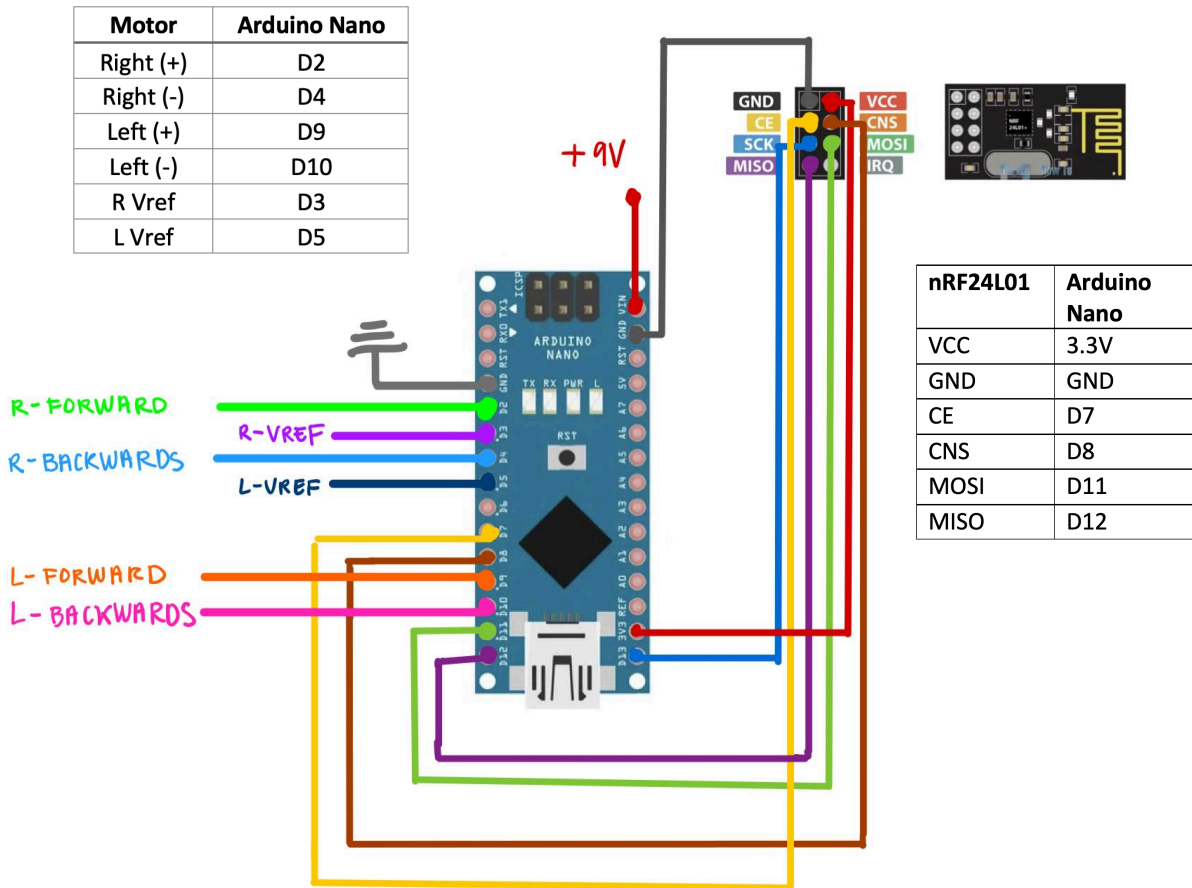 Motor Arduino Nano
Right (+) D2
Right (-) D4
Left (+) D9
Left (-) D10
R Vref D3
L Vref D5
+9V
GND VCC
CE CNS
SCK MOSI
MISO IRQ
NRF
24L01+
nRF24L01 Arduino Nano
VCC 3.3V
GND GND
CE D7
CNS D8
MOSI D11
MISO D12
ICSP
ARDUINO
NANO
TX RX PWR L
RST
TX1
RX0
RST
GND
D2
D3
D4
D5
D6
D7
D8
D9
D10
D11
D12
VIN
GND
RST
5V
A7
A6
A5
A4
A3
A2
A1
A0
REF
3V3
D13
R-FORWARD
R-VREF
R-BACKWARDS
L-VREF
L-FORWARD
L-BACKWARDS